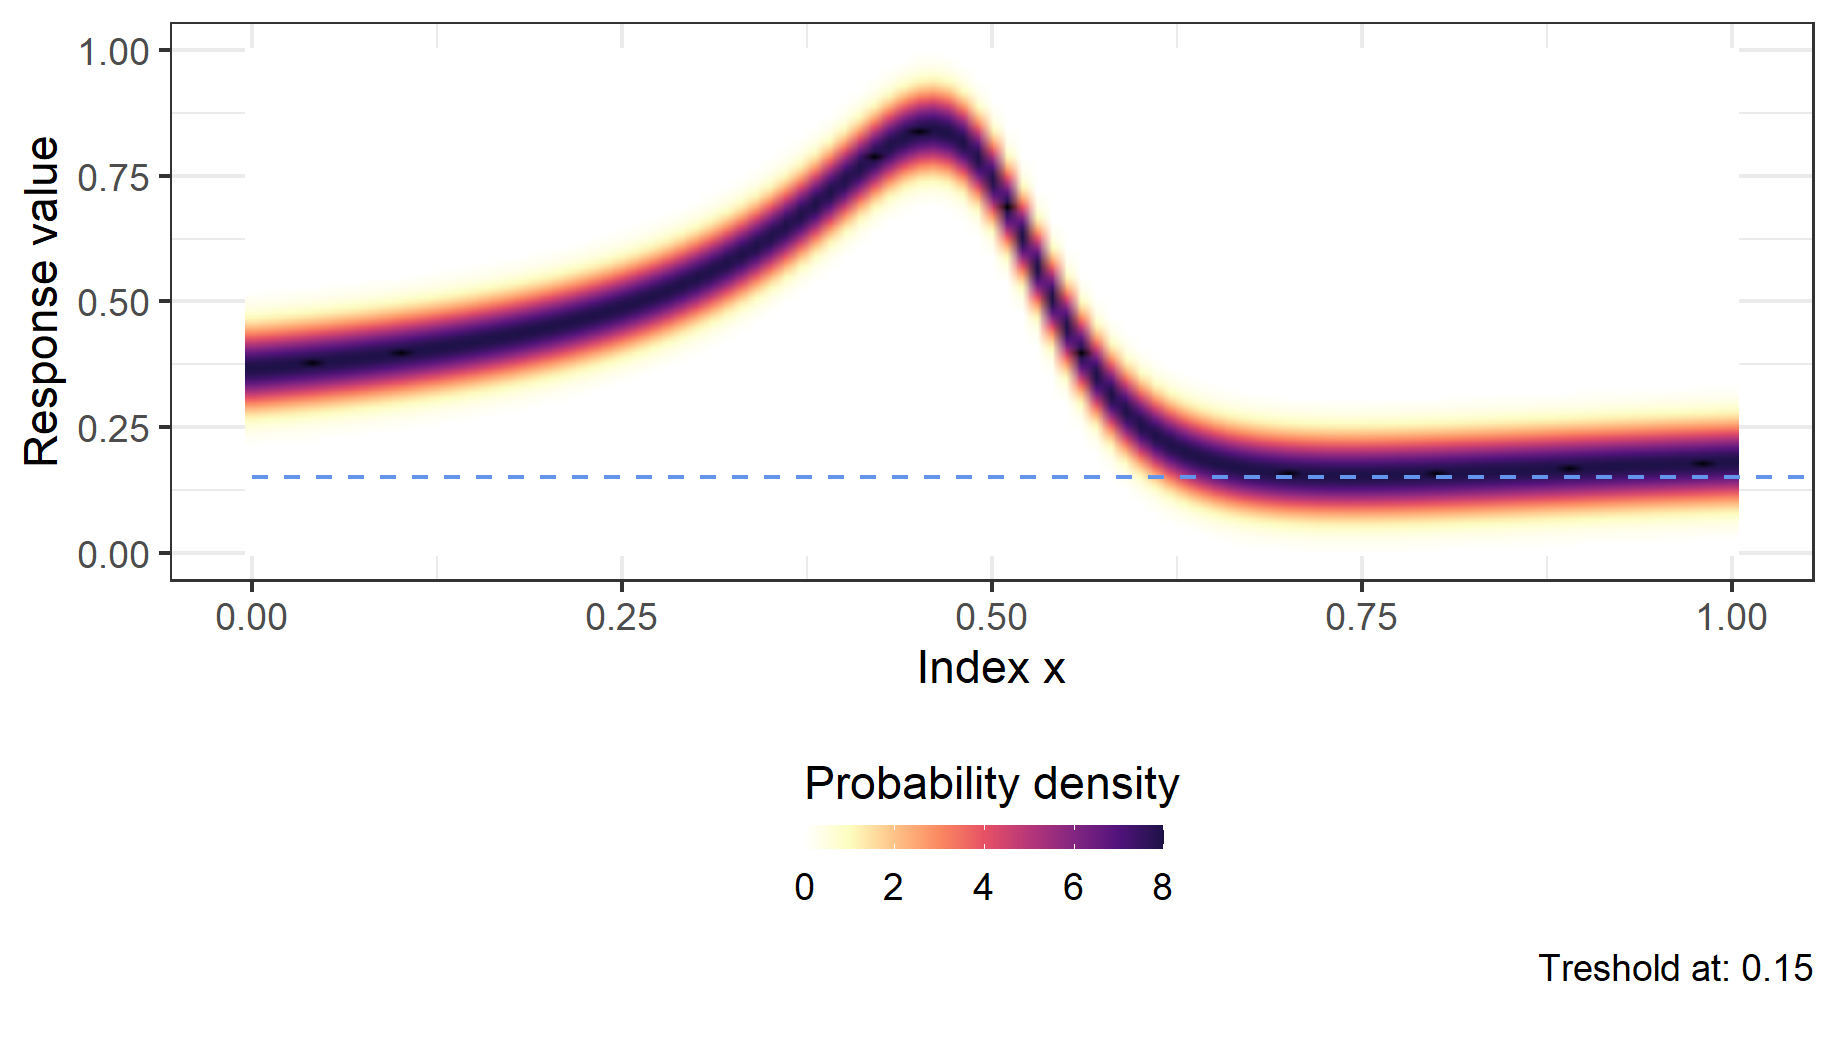 Response value
1.00
0.75
0.50
0.25
0.00
0.00 0.25 0.50 0.75 1.00
Index x
Probability density
0 2 4 6 8
Treshold at: 0.15